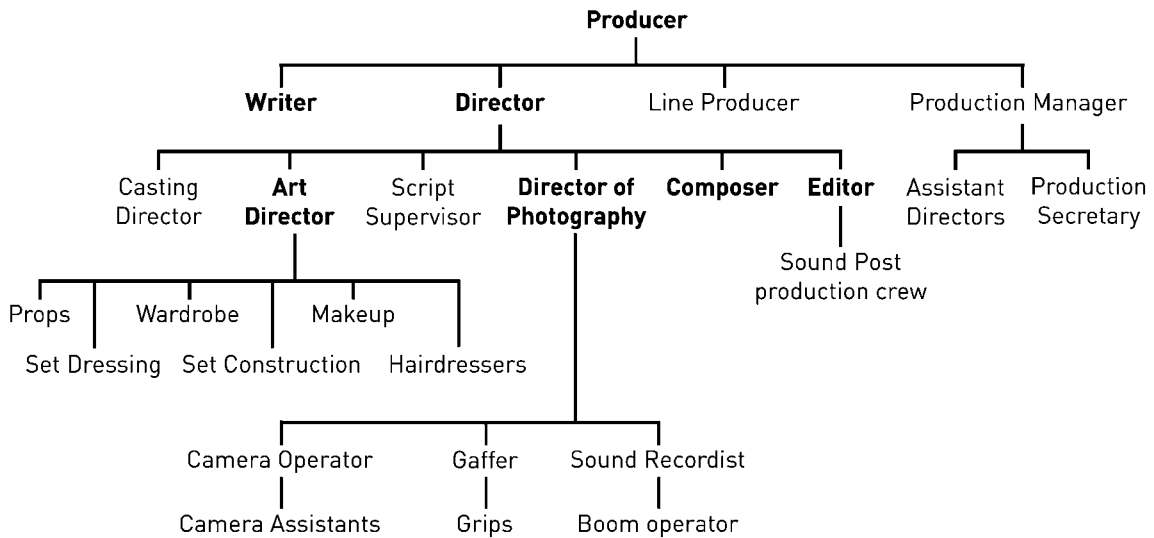 Producer
Writer
Director
Line Producer
Production Manager
Casting
Director
Art
Director
Script
Supervisor
Director of
Photography
Composer
Editor
Assistant
Directors
Production
Secretary
Sound Post
production crew
Props
Wardrobe
Makeup
Set Dressing
Set Construction
Hairdressers
Camera Operator
Gaffer
Sound Recordist
Camera Assistants
Grips
Boom operator